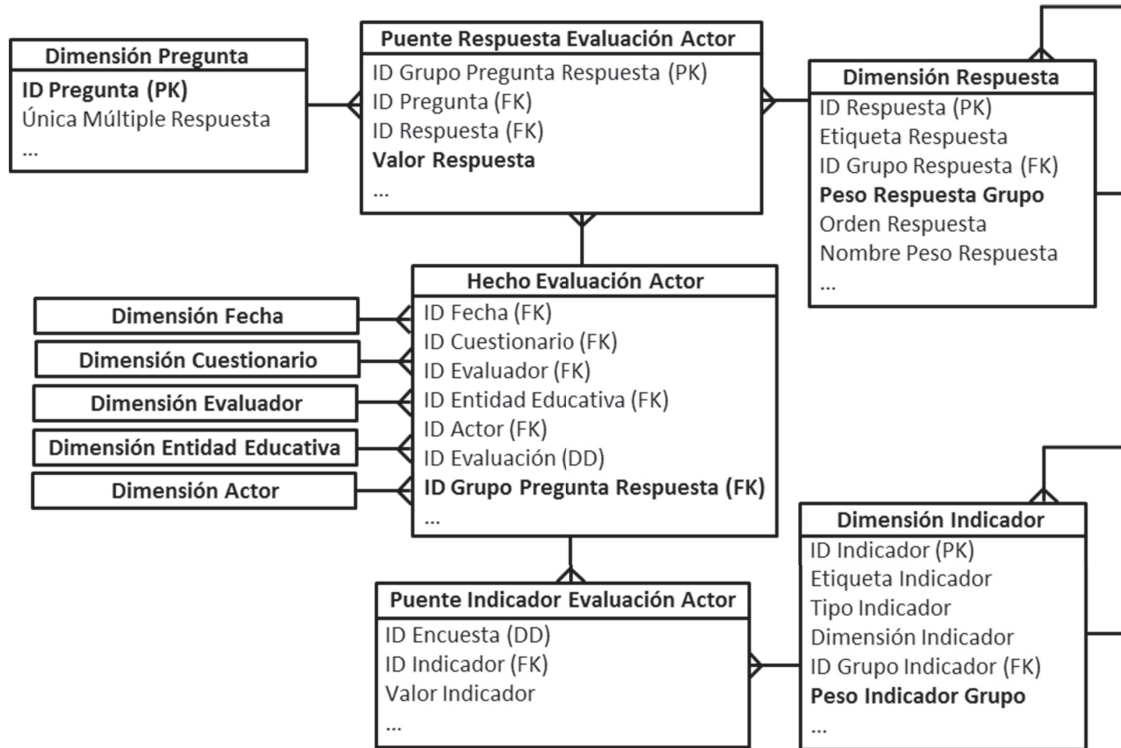 Dimensión Pregunta
ID Pregunta (PK)
Única Múltiple Respuesta
...
Puente Respuesta Evaluación Actor
ID Grupo Pregunta Respuesta (PK)
ID Pregunta (FK)
ID Respuesta (FK)
Valor Respuesta
...
Dimensión Respuesta
ID Respuesta (PK)
Etiqueta Respuesta
ID Grupo Respuesta (FK)
Peso Respuesta Grupo
Orden Respuesta
Nombre Peso Respuesta
...
Dimensión Fecha
Dimensión Cuestionario
Dimensión Evaluador
Dimensión Entidad Educativa
Dimensión Actor
Hecho Evaluación Actor
ID Fecha (FK)
ID Cuestionario (FK)
ID Evaluador (FK)
ID Entidad Educativa (FK)
ID Actor (FK)
ID Evaluación (DD)
ID Grupo Pregunta Respuesta (FK)
...
Puente Indicador Evaluación Actor
ID Encuesta (DD)
ID Indicador (FK)
Valor Indicador
...
Dimensión Indicador
ID Indicador (PK)
Etiqueta Indicador
Tipo Indicador
Dimensión Indicador
ID Grupo Indicador (FK)
Peso Indicador Grupo
...